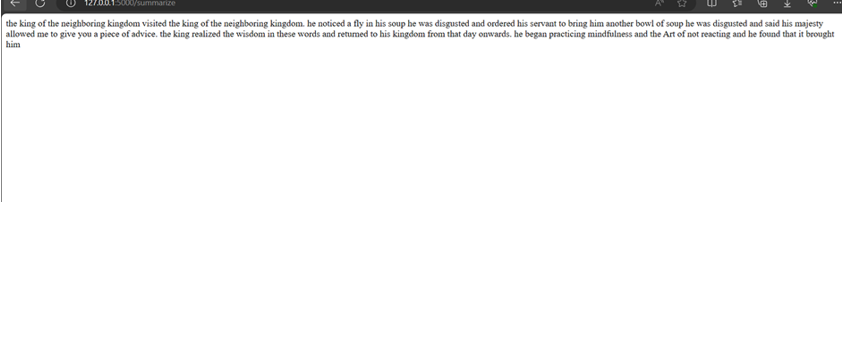 127.0.0.1:5000/summarize
the king of the neighboring kingdom visited the king of the neighboring kingdom. he noticed a fly in his soup he was disgusted and ordered his servant to bring him another bowl of soup he was disgusted and said his majesty
allowed me to give you a piece of advice. the king realized the wisdom in these words and returned to his kingdom from that day onwards. he began practicing mindfulness and the Art of not reacting and he found that it brought
him